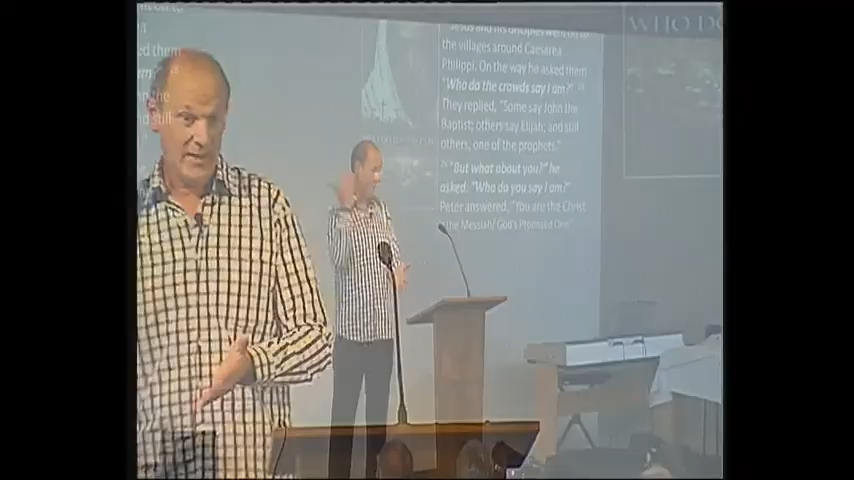 WHO DO
Jesus and his disciples went on to
the villages around Caesarea
Philippi. On the way he asked them
"Who do the crowds say I am?"
They replied, "Some say John the
Baptist; others say Elijah; and still
others, one of the prophets."
"But what about you?" he
asked. "Who do you say I am?"
Peter answered, "You are the Christ
the Messiah/ God's Promised One"